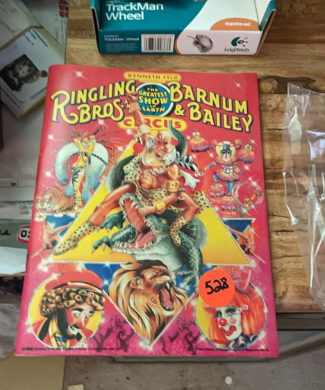 TrackMan
Wheel
Logitech
KENNETH FELD
RINGLING BROS. THE GREATEST SHOW ON EARTH BARNUM & BAILEY
CIRCUS
528